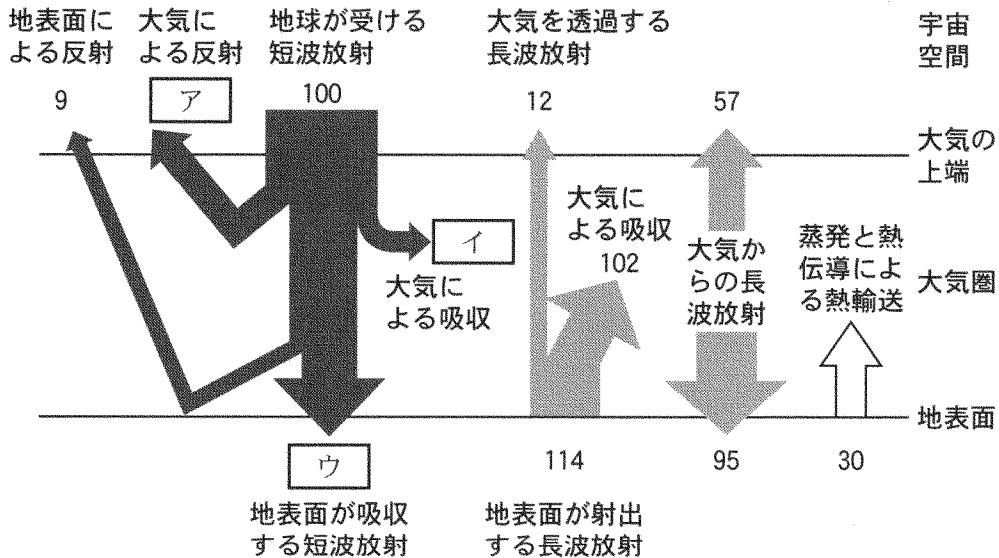 地表面に
よる反射
大気に
よる反射
地球が受ける
短波放射
大気を透過する
長波放射
宇宙
空間
9
ア
100
12
57
大気の
上端
大気に
よる吸収
102
イ
大気に
よる吸収
大気か
らの長
波放射
蒸発と熱
伝導によ
る熱輸送
大気圏
地表面
ウ
114
95
30
地表面が吸収
する短波放射
地表面が射出
する長波放射